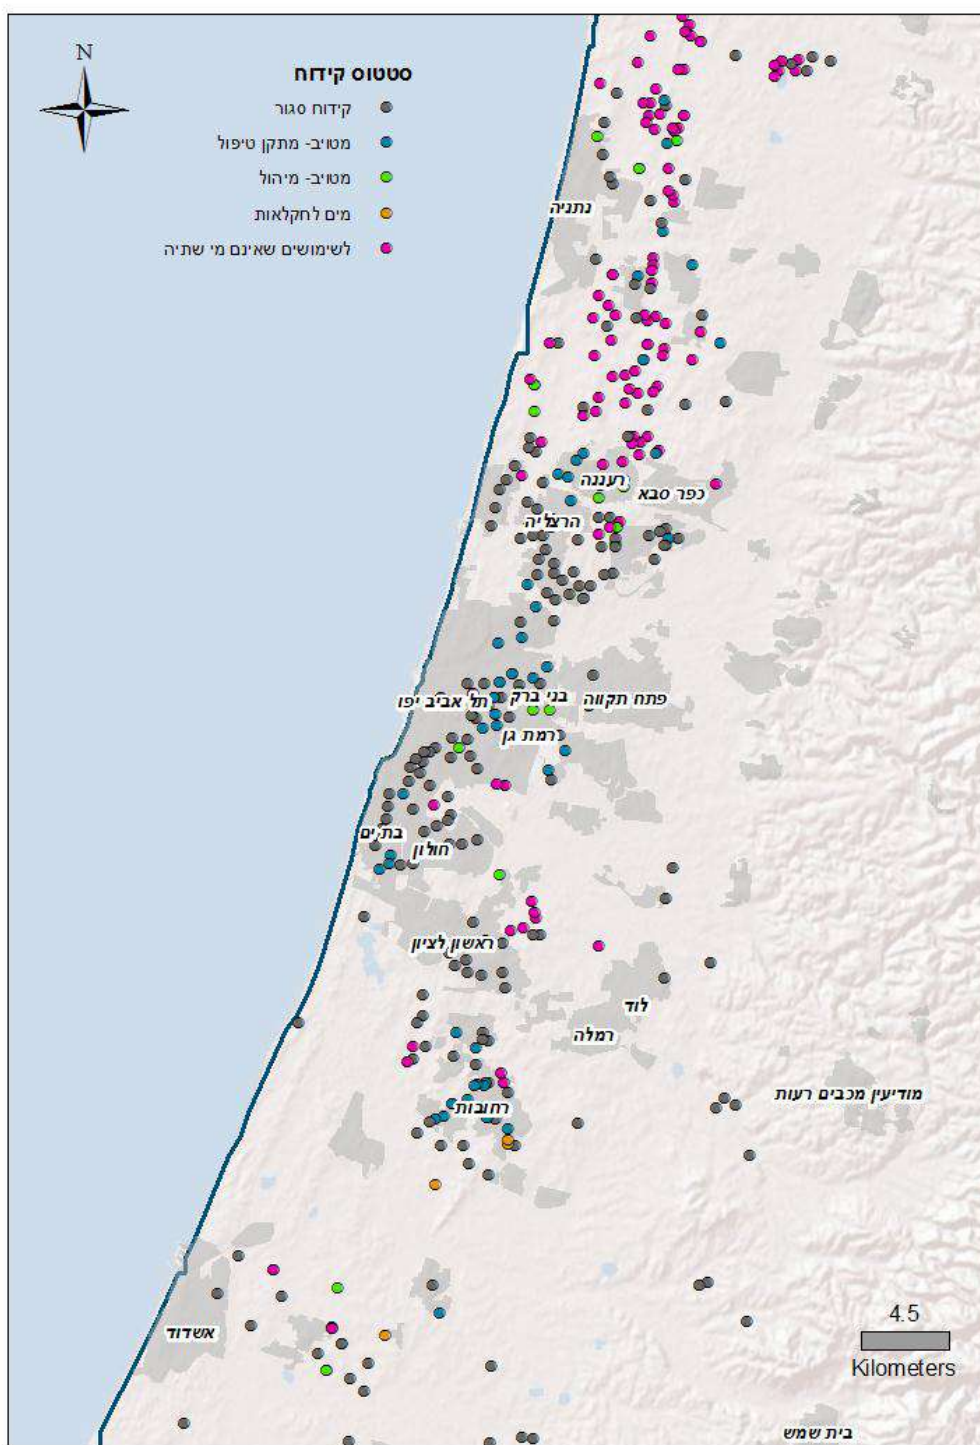 N
סטטוס קידוח
קידוח סגור
מטויב- מתקן טיפול
מטויב- מיהול
מים לחקלאות
לשימושים שאינם מי שתיה
נתניה
רעננה
כפר סבא
הרצליה
בני ברק
פתח תקווה
תל אביב יפו
רמת גן
בת ים
חולון
ראשון לציון
לוד
רמלה
מודיעין מכבים רעות
רחובות
אשדוד
4.5
Kilometers
בית שמש